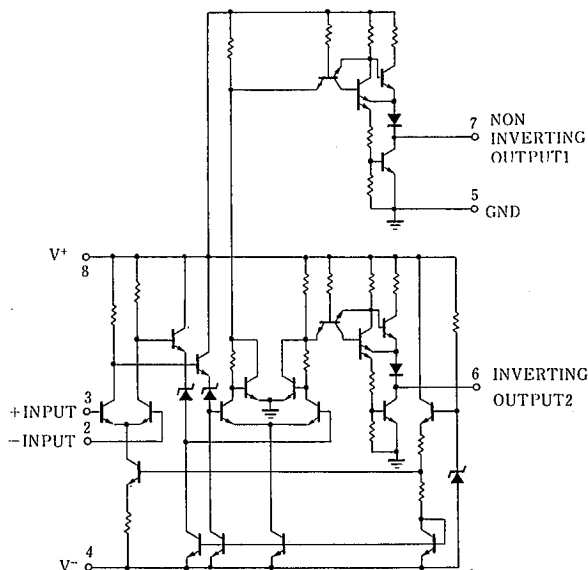 7 NON
INVERTING
OUTPUT1
5
GND
V+
8
6 INVERTING
OUTPUT2
3
+INPUT
2
-INPUT
4
V-